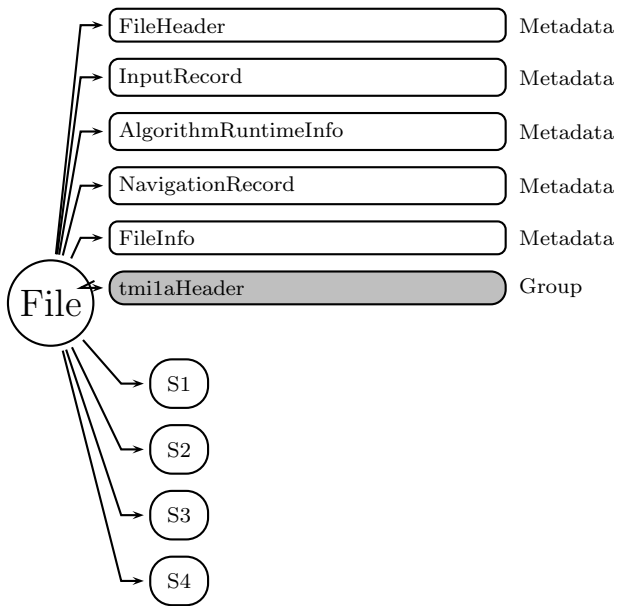 FileHeader Metadata
InputRecord Metadata
AlgorithmRuntimeInfo Metadata
NavigationRecord Metadata
FileInfo Metadata
tmi1aHeader Group
File
S1
S2
S3
S4